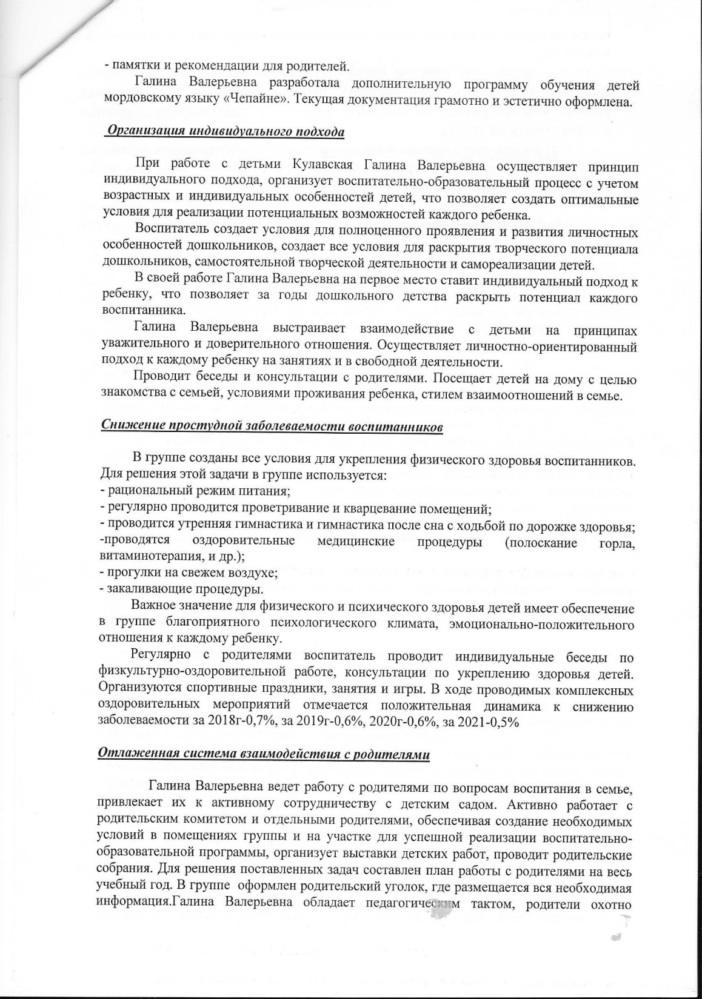 - памятки и рекомендации для родителей.
Галина Валерьевна разработала дополнительную программу обучения детей
мордовскому языку «Чепайне». Текущая документация грамотно и эстетично оформлена.
Организация индивидуального подхода
При работе с детьми Кулавская Галина Валерьевна осуществляет принцип
индивидуального подхода, организует воспитательно-образовательный процесс с учетом
возрастных и индивидуальных особенностей детей, что позволяет создать оптимальные
условия для реализации потенциальных возможностей каждого ребенка.
Воспитатель создает условия для полноценного проявления и развития личностных
особенностей дошкольников, создает все условия для раскрытия творческого потенциала
дошкольников, самостоятельной творческой деятельности и самореализации детей.
В своей работе Галина Валерьевна на первое место ставит индивидуальный подход к
ребенку, что позволяет за годы дошкольного детства раскрыть потенциал каждого
воспитанника.
Галина Валерьевна выстраивает взаимодействие с детьми на принципах
уважительного и доверительного отношения. Осуществляет личностно-ориентированный
подход к каждому ребенку на занятиях и в свободной деятельности.
Проводит беседы и консультации с родителями. Посещает детей на дому с целью
знакомства с семьей, условиями проживания ребенка, стилем взаимоотношений в семье.
Снижение простудной заболеваемости воспитанников
В группе созданы все условия для укрепления физического здоровья воспитанников.
Для решения этой задачи в группе используется:
- рациональный режим питания;
- регулярно проводится проветривание и кварцевание помещений;
- проводится утренняя гимнастика и гимнастика после сна с ходьбой по дорожке здоровья;
-проводятся оздоровительные медицинские процедуры (полоскание горла,
витаминотерапия, и др.);
- прогулки на свежем воздухе;
- закаливающие процедуры.
Важное значение для физического и психического здоровья детей имеет обеспечение
в группе благоприятного психологического климата, эмоционально-положительного
отношения к каждому ребенку.
Регулярно с родителями воспитатель проводит индивидуальные беседы по
физкультурно-оздоровительной работе, консультации по укреплению здоровья детей.
Организуются спортивные праздники, занятия и игры. В ходе проводимых комплексных
оздоровительных мероприятий отмечается положительная динамика к снижению
заболеваемости за 2018г-0,7%, за 2019г-0,6%, 2020г-0,6%, за 2021-0,5%
Отлаженная система взаимодействия с родителями
Галина Валерьевна ведет работу с родителями по вопросам воспитания в семье,
привлекает их к активному сотрудничеству с детским садом. Активно работает с
родительским комитетом и отдельными родителями, обеспечивая создание необходимых
условий в помещениях группы и на участке для успешной реализации воспитательно-
образовательной программы, организует выставки детских работ, проводит родительские
собрания. Для решения поставленных задач составлен план работы с родителями на весь
учебный год. В группе оформлен родительский уголок, где размещается вся необходимая
информация.Галина Валерьевна обладает педагогическим тактом, родители охотно